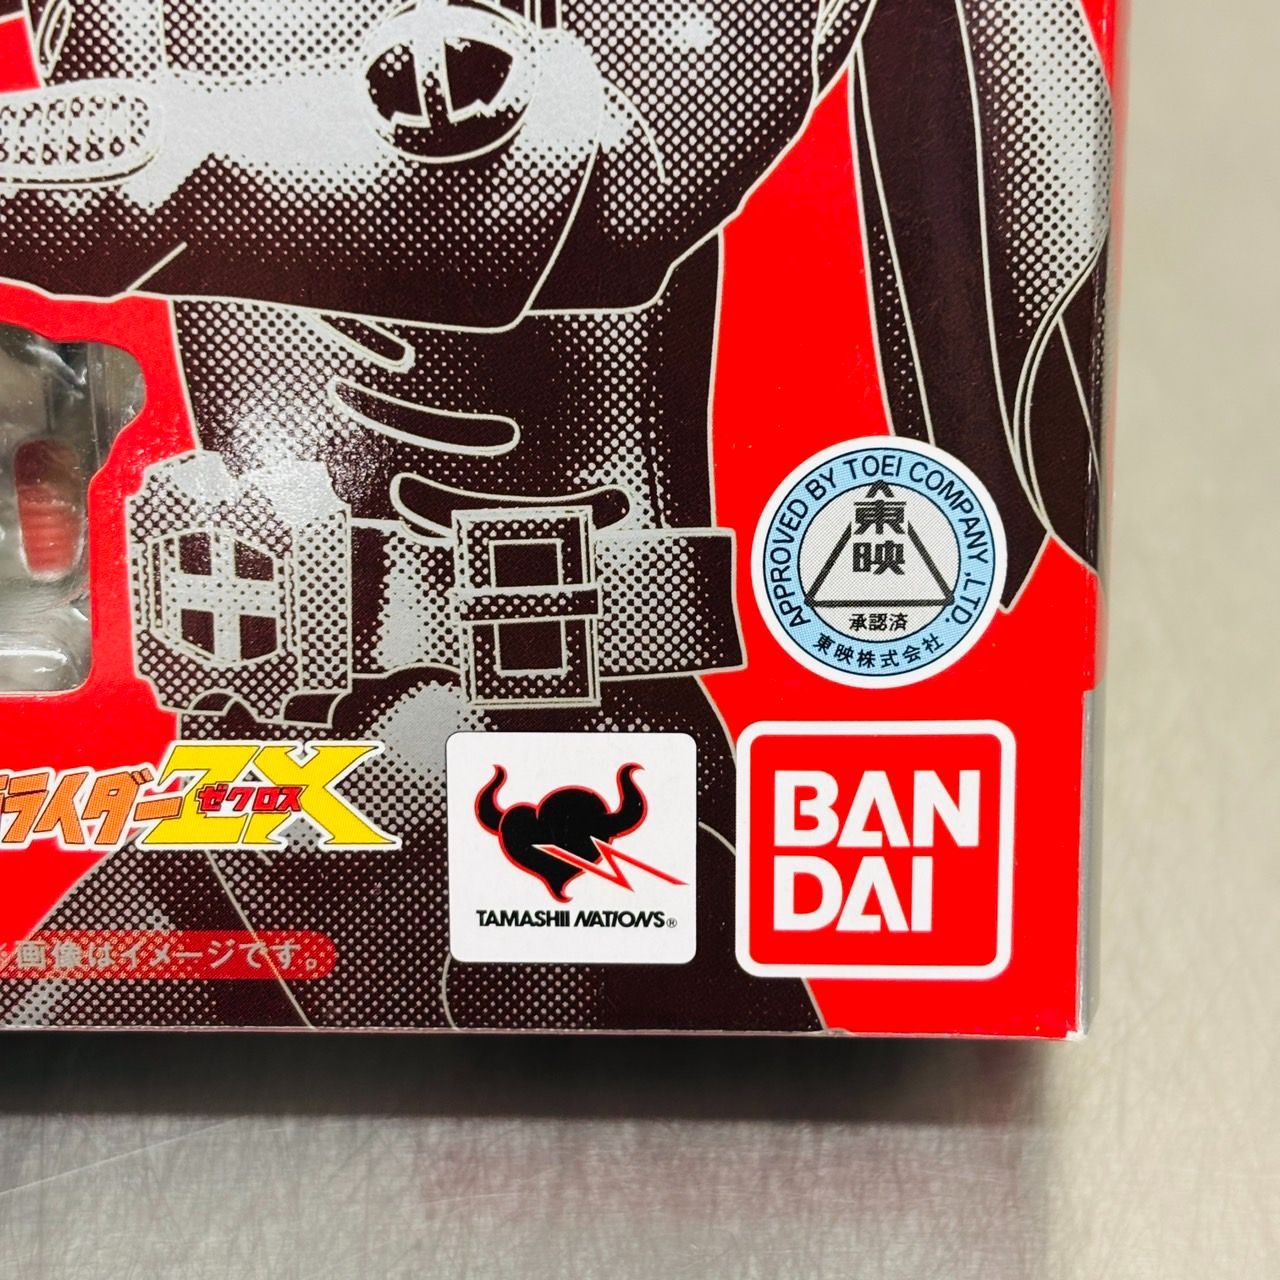 APPROVED BY TOEI COMPANY,LTD.
東映
承認済
東映株式会社
ライダーZX
ゼクロス
TAMASHII NATIONS®
BAN
DAI
画像はイメージです。